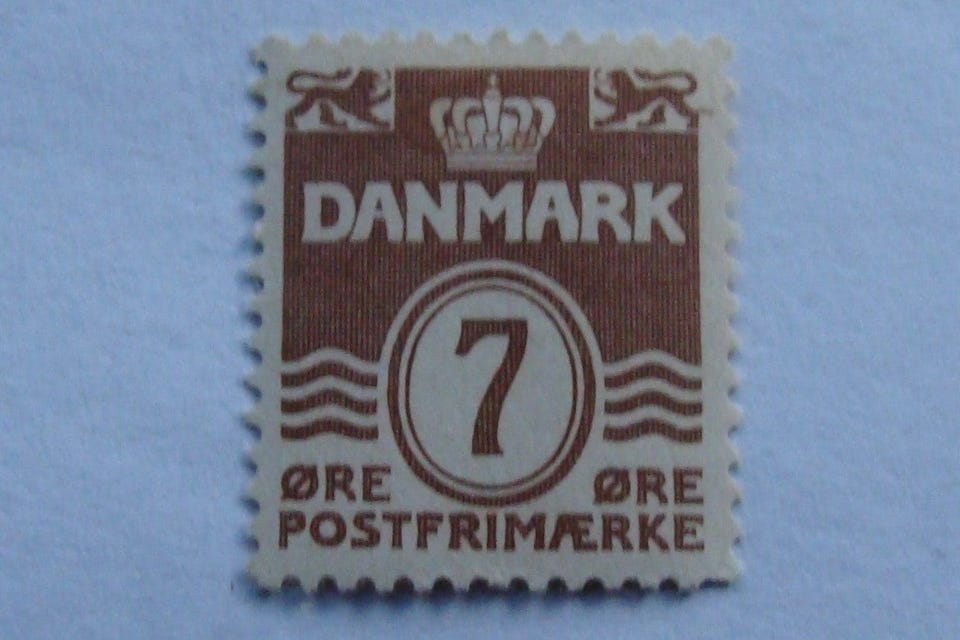 DANMARK
7
ØRE ØRE
POSTFRIMÆRKE